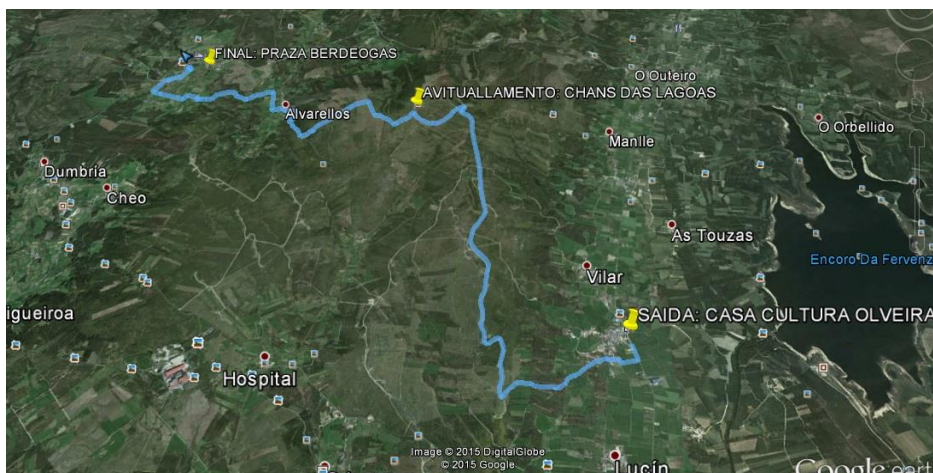 FINAL: PRAZA BERDEOGAS
O Outeiro
AVITUALLAMENTO: CHANS DAS LAGOAS
Alvarellos
O Orbellido
Manlle
Dumbría
Cheo
As Touzas
Encoro Da Fervenz
Vilar
igueiroa
SAIDA: CASA CULTURA OLVEIRA
Hospital
Image © 2015 DigitalGlobe
© 2015 Google
Lucín
Google eart